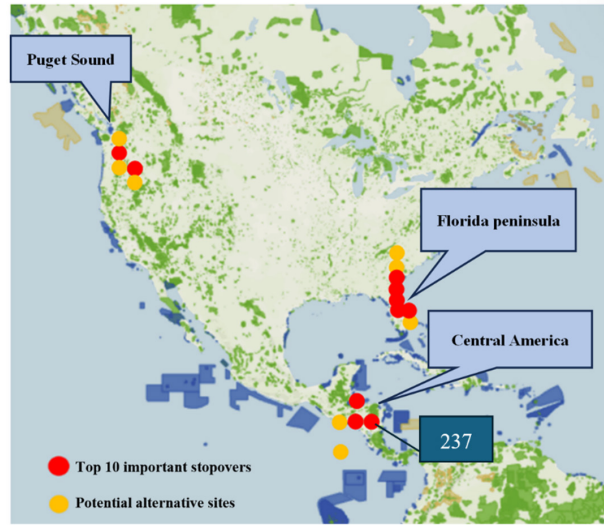 Puget Sound
Florida peninsula
Central America
237
Top 10 important stopovers
Potential alternative sites